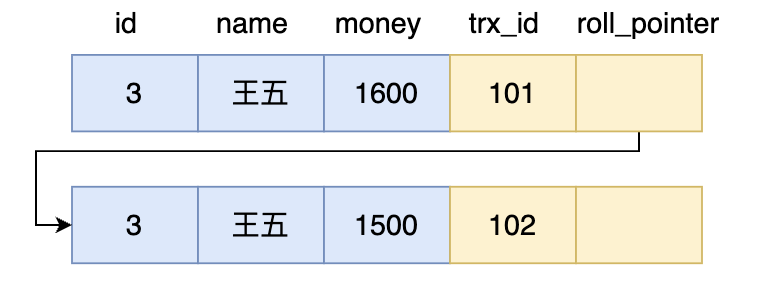 id name money trx_id roll_pointer
3 王五 1600 101
3 王五 1500 102